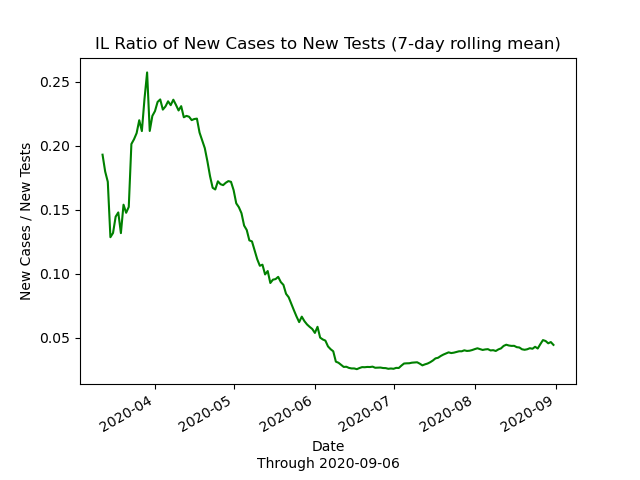 IL Ratio of New Cases to New Tests (7-day rolling mean)
New Cases / New Tests
0.25
0.20
0.15
0.10
0.05
2020-04
2020-05
2020-06
2020-07
2020-08
2020-09
Date
Through 2020-09-06